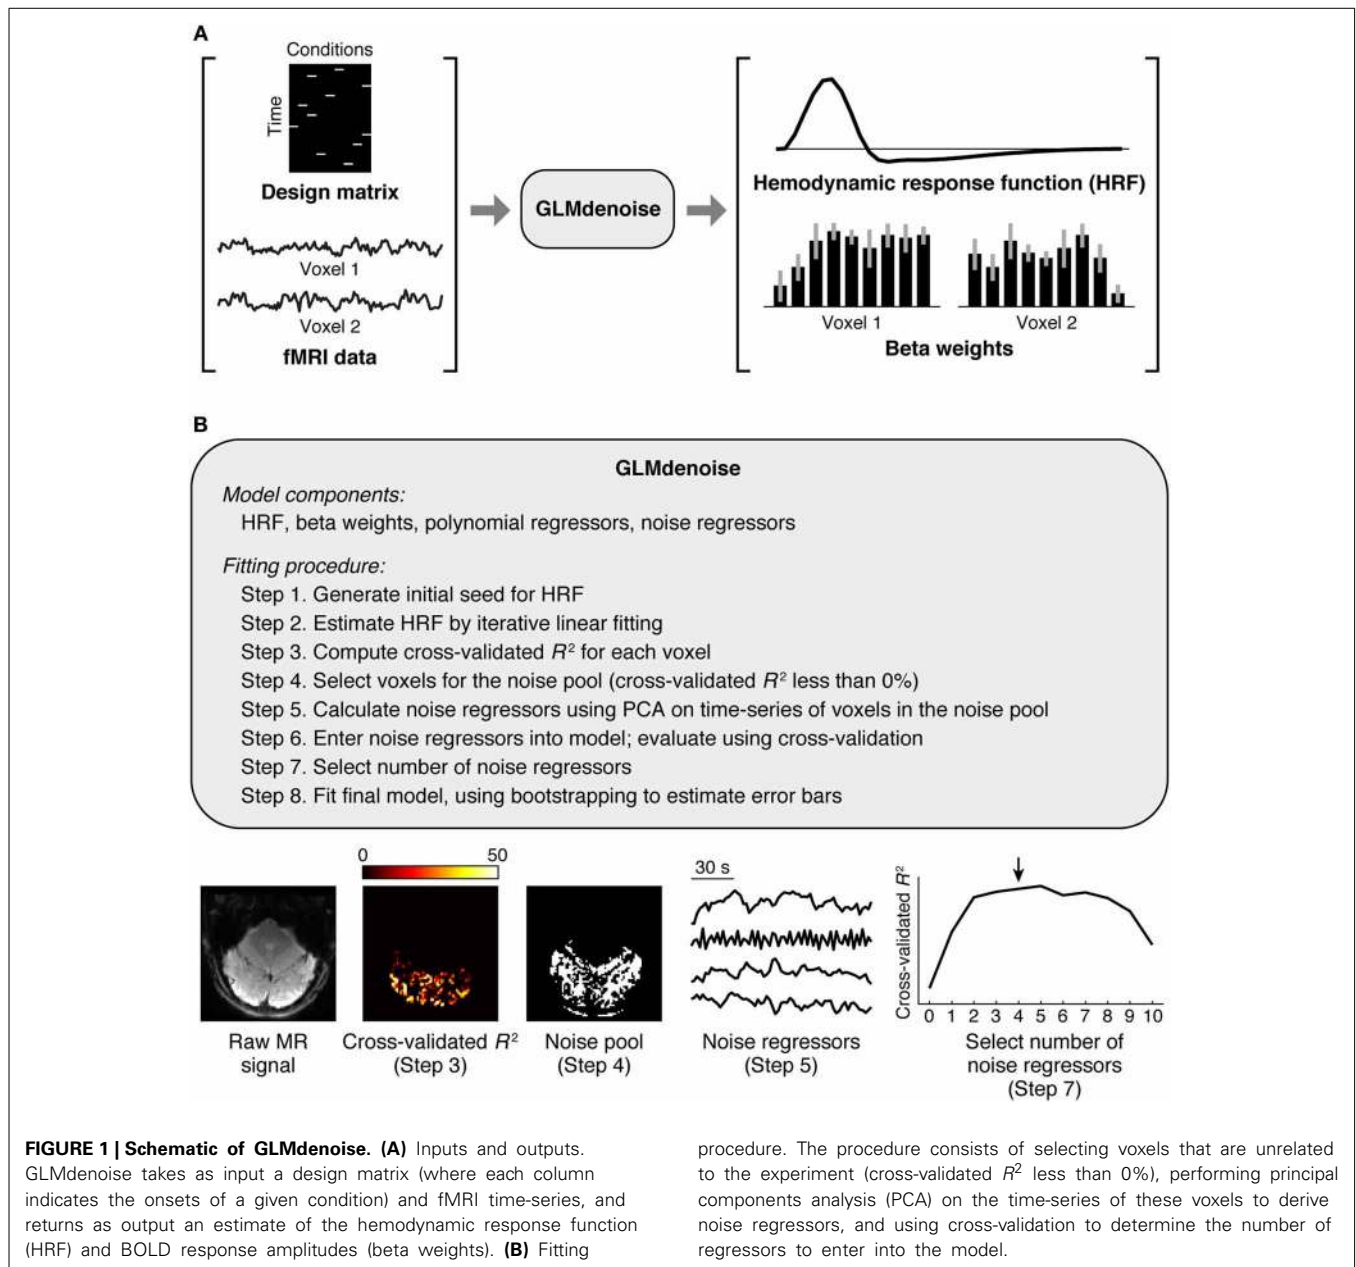 A
Conditions
Time
Design matrix
Voxel 1
Voxel 2
fMRI data
GLMdenoise
Hemodynamic response function (HRF)
Voxel 1
Voxel 2
Beta weights
B
GLMdenoise
Model components:
HRF, beta weights, polynomial regressors, noise regressors
Fitting procedure:
Step 1. Generate initial seed for HRF
Step 2. Estimate HRF by iterative linear fitting
Step 3. Compute cross-validated R² for each voxel
Step 4. Select voxels for the noise pool (cross-validated R² less than 0%)
Step 5. Calculate noise regressors using PCA on time-series of voxels in the noise pool
Step 6. Enter noise regressors into model; evaluate using cross-validation
Step 7. Select number of noise regressors
Step 8. Fit final model, using bootstrapping to estimate error bars
0 50
Raw MR
signal
Cross-validated R²
(Step 3)
Noise pool
(Step 4)
30 s
Noise regressors
(Step 5)
Cross-validated R²
0 1 2 3 4 5 6 7 8 9 10
Select number of
noise regressors
(Step 7)
FIGURE 1 | Schematic of GLMdenoise. (A) Inputs and outputs.
GLMdenoise takes as input a design matrix (where each column
indicates the onsets of a given condition) and fMRI time-series, and
returns as output an estimate of the hemodynamic response function
(HRF) and BOLD response amplitudes (beta weights). (B) Fitting
procedure. The procedure consists of selecting voxels that are unrelated
to the experiment (cross-validated R² less than 0%), performing principal
components analysis (PCA) on the time-series of these voxels to derive
noise regressors, and using cross-validation to determine the number of
regressors to enter into the model.